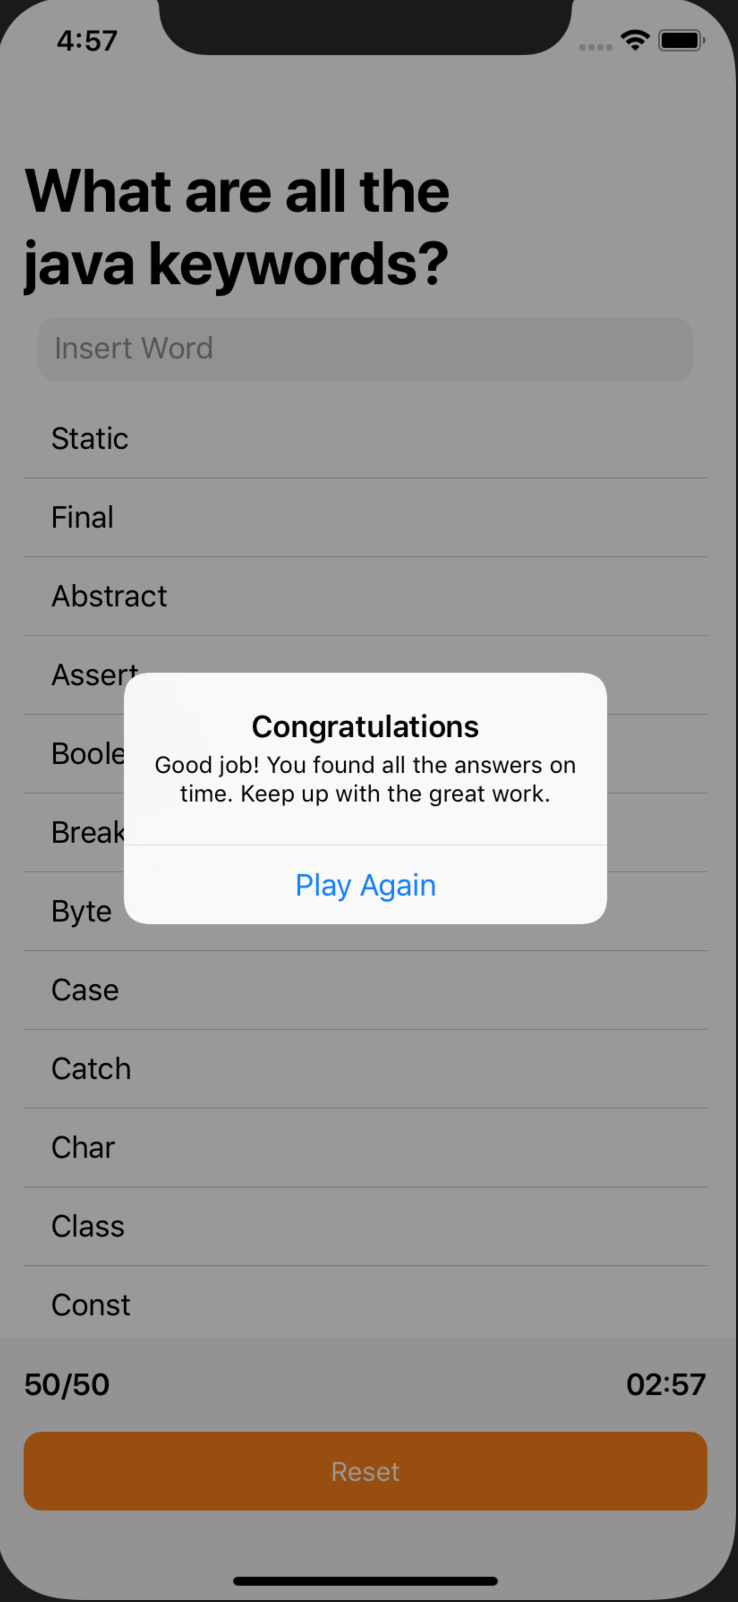 4:57
What are all the
java keywords?
Insert Word
Static
Final
Abstract
Assert
Congratulations
Good job! You found all the answers on
time. Keep up with the great work.
Play Again
Boole
Break
Byte
Case
Catch
Char
Class
Const
50/50 02:57
Reset